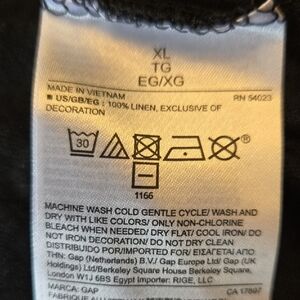 XL
TG
EG/XG
MADE IN VIETNAM
RN 54023
■ US/GB/EG : 100% LINEN, EXCLUSIVE OF
DECORATION
30
1166
MACHINE WASH COLD GENTLE CYCLE/ WASH AND
DRY WITH LIKE COLORS/ ONLY NON-CHLORINE
BLEACH WHEN NEEDED/ DRY FLAT/ COOL IRON/ DO
NOT IRON DECORATION/ DO NOT DRY CLEAN
DISTRIBUIDO POR/IMPORTED FOR/ ΕΙΣΑΓΕΤΑΙ ΑΠΟ
THN: Gap (Netherlands) B.V./ Gap Europe Ltd/ Gap (UK
Holdings) Ltd/Berkeley Square House Berkeley Square,
London W1J 6BS Egypt Importer: RIGE, LLC
MARCA: GAP
CA 17897